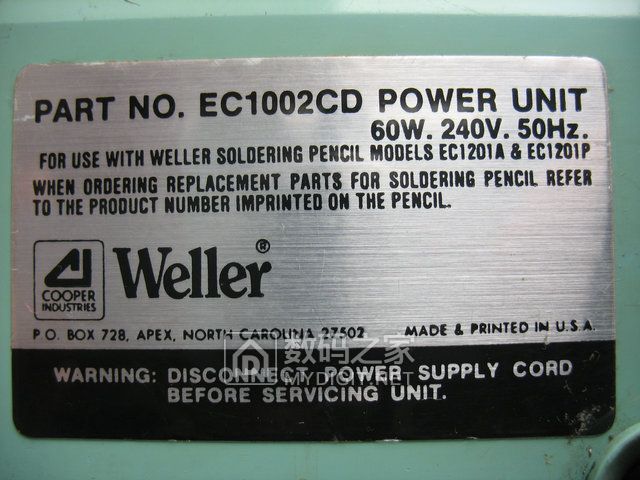 PART NO. EC1002CD POWER UNIT
60W. 240V. 50Hz.
FOR USE WITH WELLER SOLDERING PENCIL MODELS EC1201A & EC1201P
WHEN ORDERING REPLACEMENT PARTS FOR SOLDERING PENCIL REFER
TO THE PRODUCT NUMBER IMPRINTED ON THE PENCIL.
COOPER
INDUSTRIES
Weller®
P.O. BOX 728, APEX, NORTH CAROLINA 27502
MADE & PRINTED IN U.S.A.
数码之家
MYDIGIT.NET
WARNING: DISCONNECT POWER SUPPLY CORD
BEFORE SERVICING UNIT.